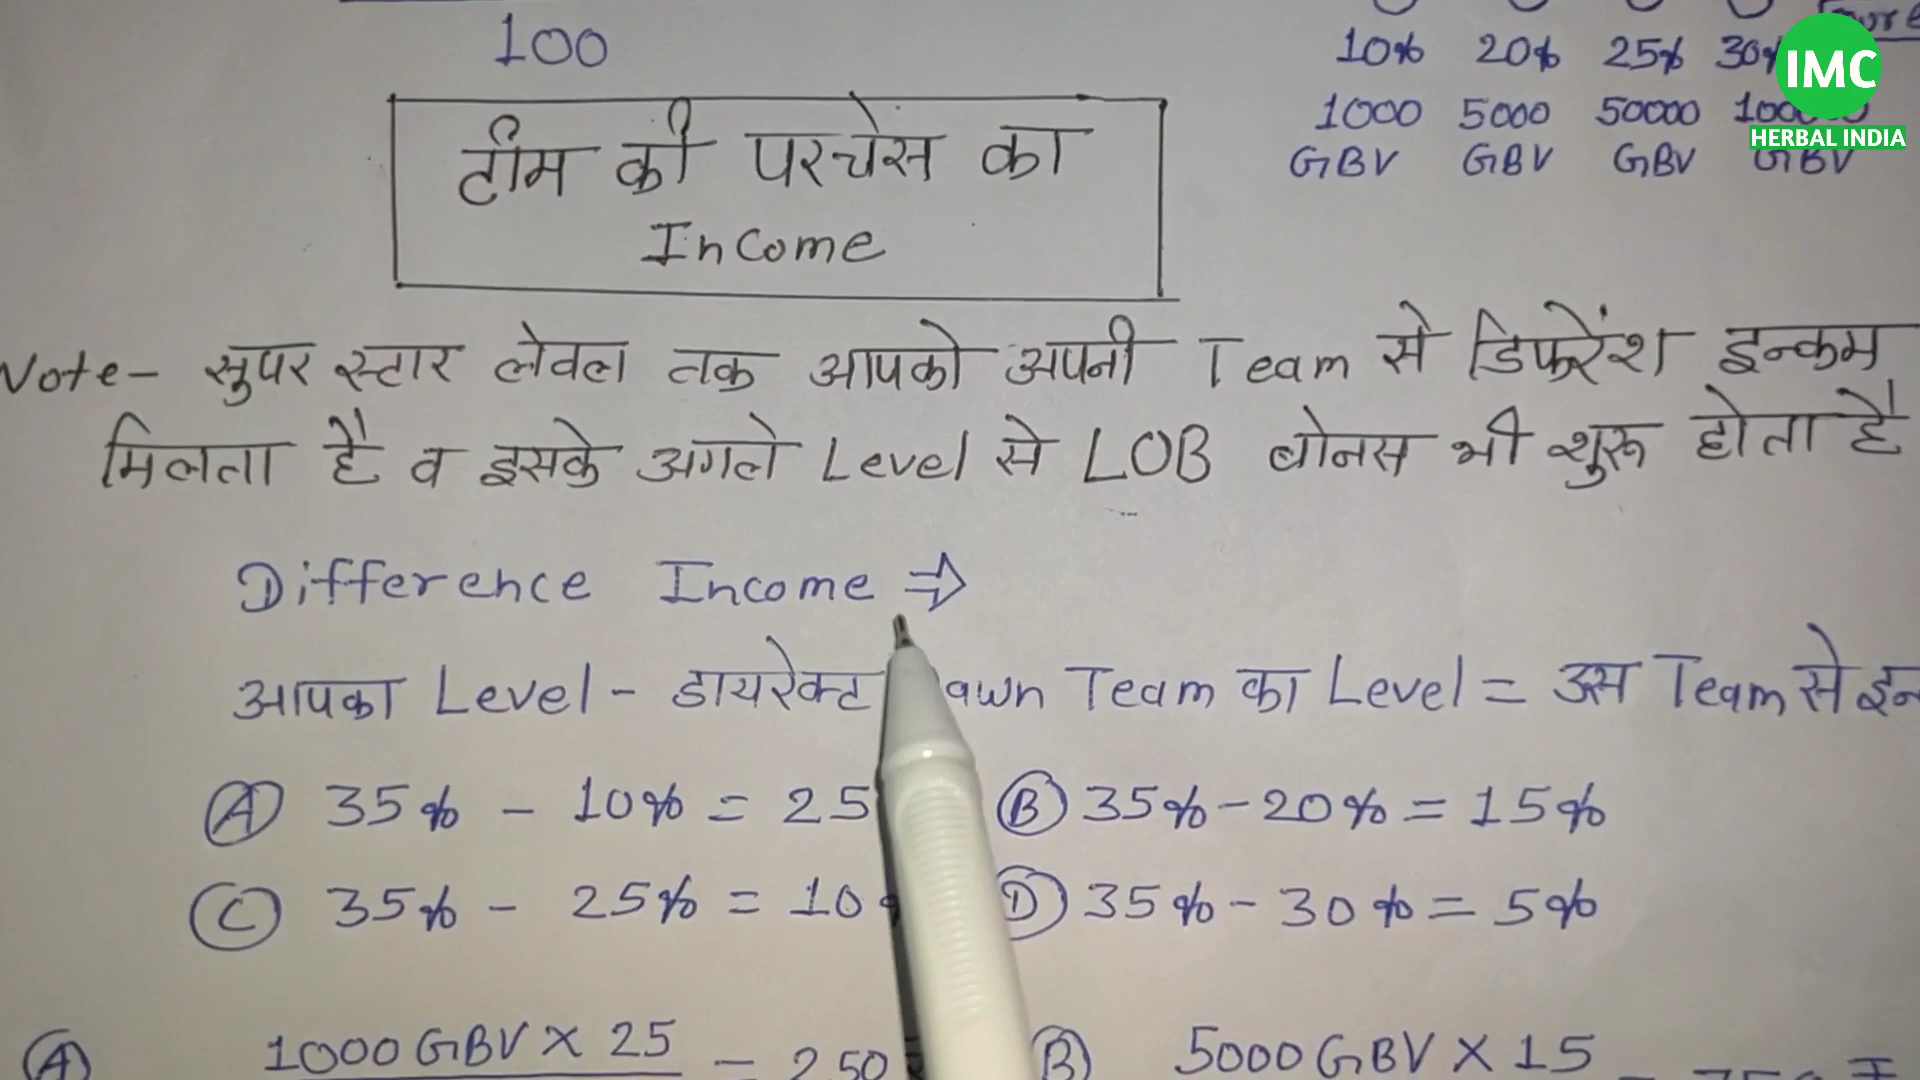 100
10% 20% 25%
IMC
1000 5000 50000
HERBAL INDIA
GBV GBV GBV GBV
टीम की परचेस का
Income
Note- सुपर स्टार लेवल तक आपको अपनी Team से डिफरेंश इन्कम
मिलता है व इसके अगले Level से LOB बोनस भी शुरू होता है
Difference Income ⇒
आपका Level - डायरेक्ट Team का Level = उस Team से
Ⓐ 35% - 10% = 25 Ⓑ 35% - 20% = 15%
Ⓒ 35% - 25% = 10 Ⓓ 35% - 30% = 5%
Ⓐ 1000 GBV X 25 = 250 Ⓑ 5000 GBV X 15